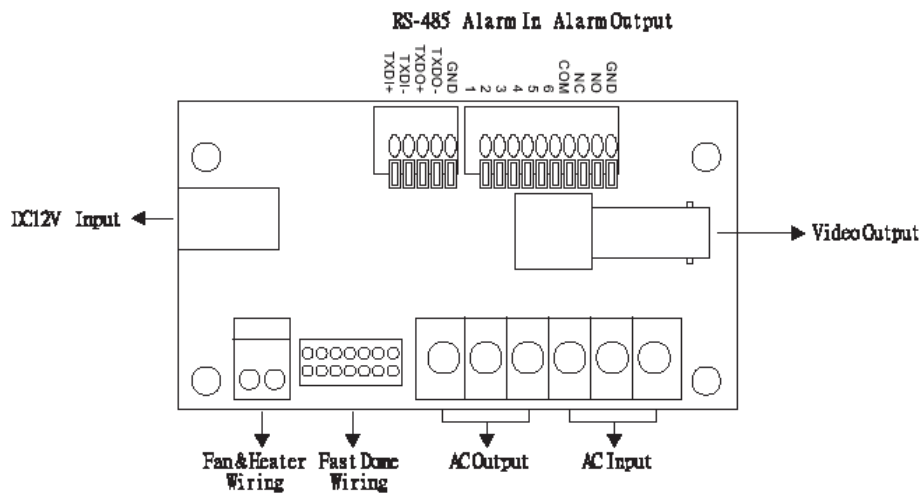 RS-485 Alarm In Alarm Output
TXDI+
TXDI-
TXDO+
TXDO-
GND
1
2
3
4
5
6
COM
NC
NO
GND
DC12V Input
Video Output
Fan&Heater
Wiring
Fast Dome
Wiring
AC Output
AC Input